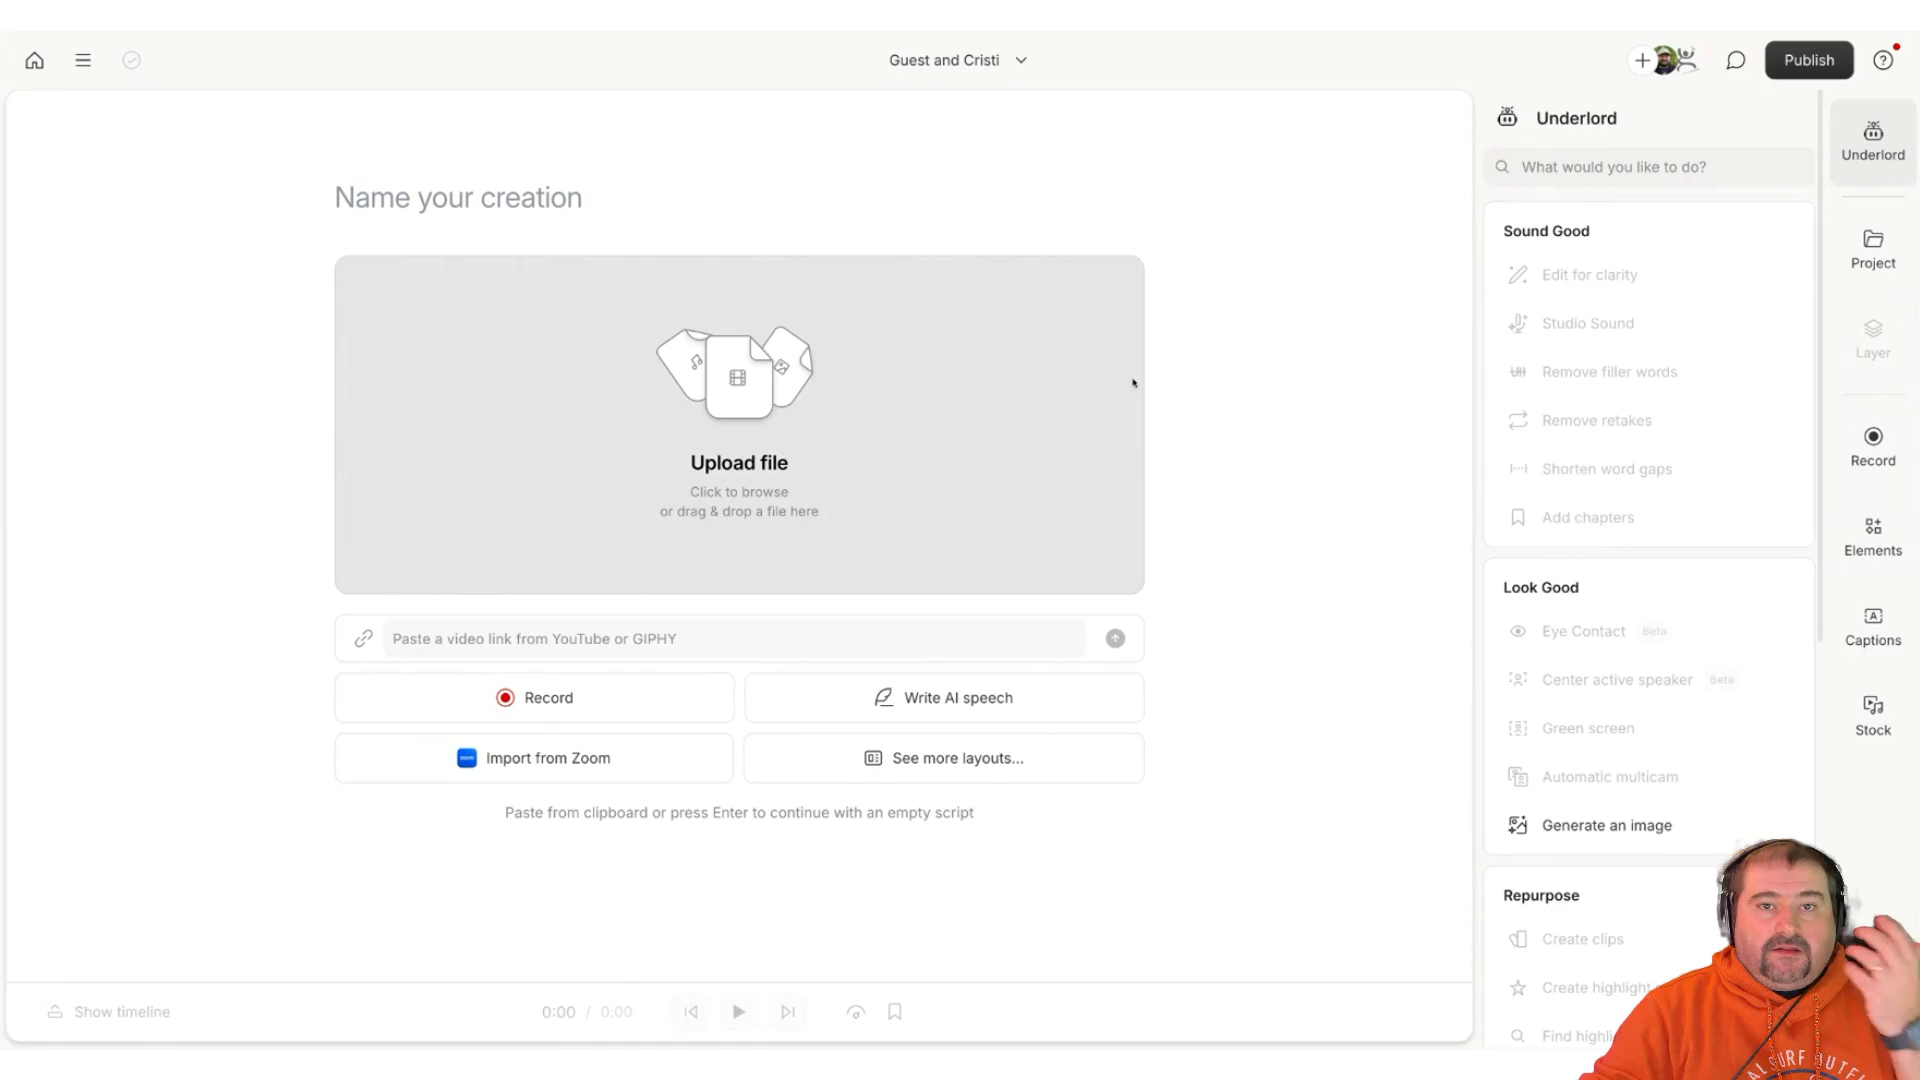 Guest and Cristi
Publish
Name your creation
Upload file
Click to browse
or drag & drop a file here
Paste a video link from YouTube or GIPHY
Record
Write AI speech
zoom
Import from Zoom
See more layouts...
Paste from clipboard or press Enter to continue with an empty script
Show timeline
0:00 / 0:00
Underlord
What would you like to do?
Sound Good
Edit for clarity
Studio Sound
UH
Remove filler words
Remove retakes
Shorten word gaps
Add chapters
Look Good
Eye Contact Beta
Center active speaker Beta
Green screen
Automatic multicam
Generate an image
Repurpose
Create clips
Create highlight
Find highli
Underlord
Project
Layer
Record
Elements
Captions
Stock
SURF